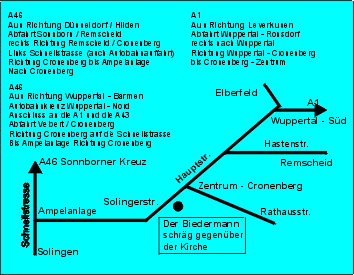 A46
Aus Richtung Düsseldorf / Hilden
Abfahrt Sonnborn / Remscheid
rechts Richtung Remscheid / Cronenberg
Links Schnellstrasse (auch Autobahnauffahrt)
Richtung Cronenberg bis Ampelanlage
Nach Cronenberg
A46
Aus Richtung Wuppertal - Barmen
Autobahnkreuz Wuppertal - Nord
Anschluss an die A1 und die A43
Abfahrt Velbert / Cronenberg
Richtung Cronenberg auf die Schnellstrasse
Bis Ampelanlage Richtung Cronenberg
A1
Aus Richtung Leverkusen
Abfahrt Wuppertal - Ronsdorf
rechts nach Wuppertal
Richtung Wuppertal - Cronenberg
bis Cronenberg - Zentrum
Elberfeld
A1
Wuppertal - Süd
Hauptstr.
Hastenstr.
Remscheid
A46 Sonnborner Kreuz
Zentrum - Cronenberg
Solingerstr.
Schnellstrasse
Ampelanlage
Rathausstr.
Der Biedermann
schräg gegenüber
der Kirche
Solingen